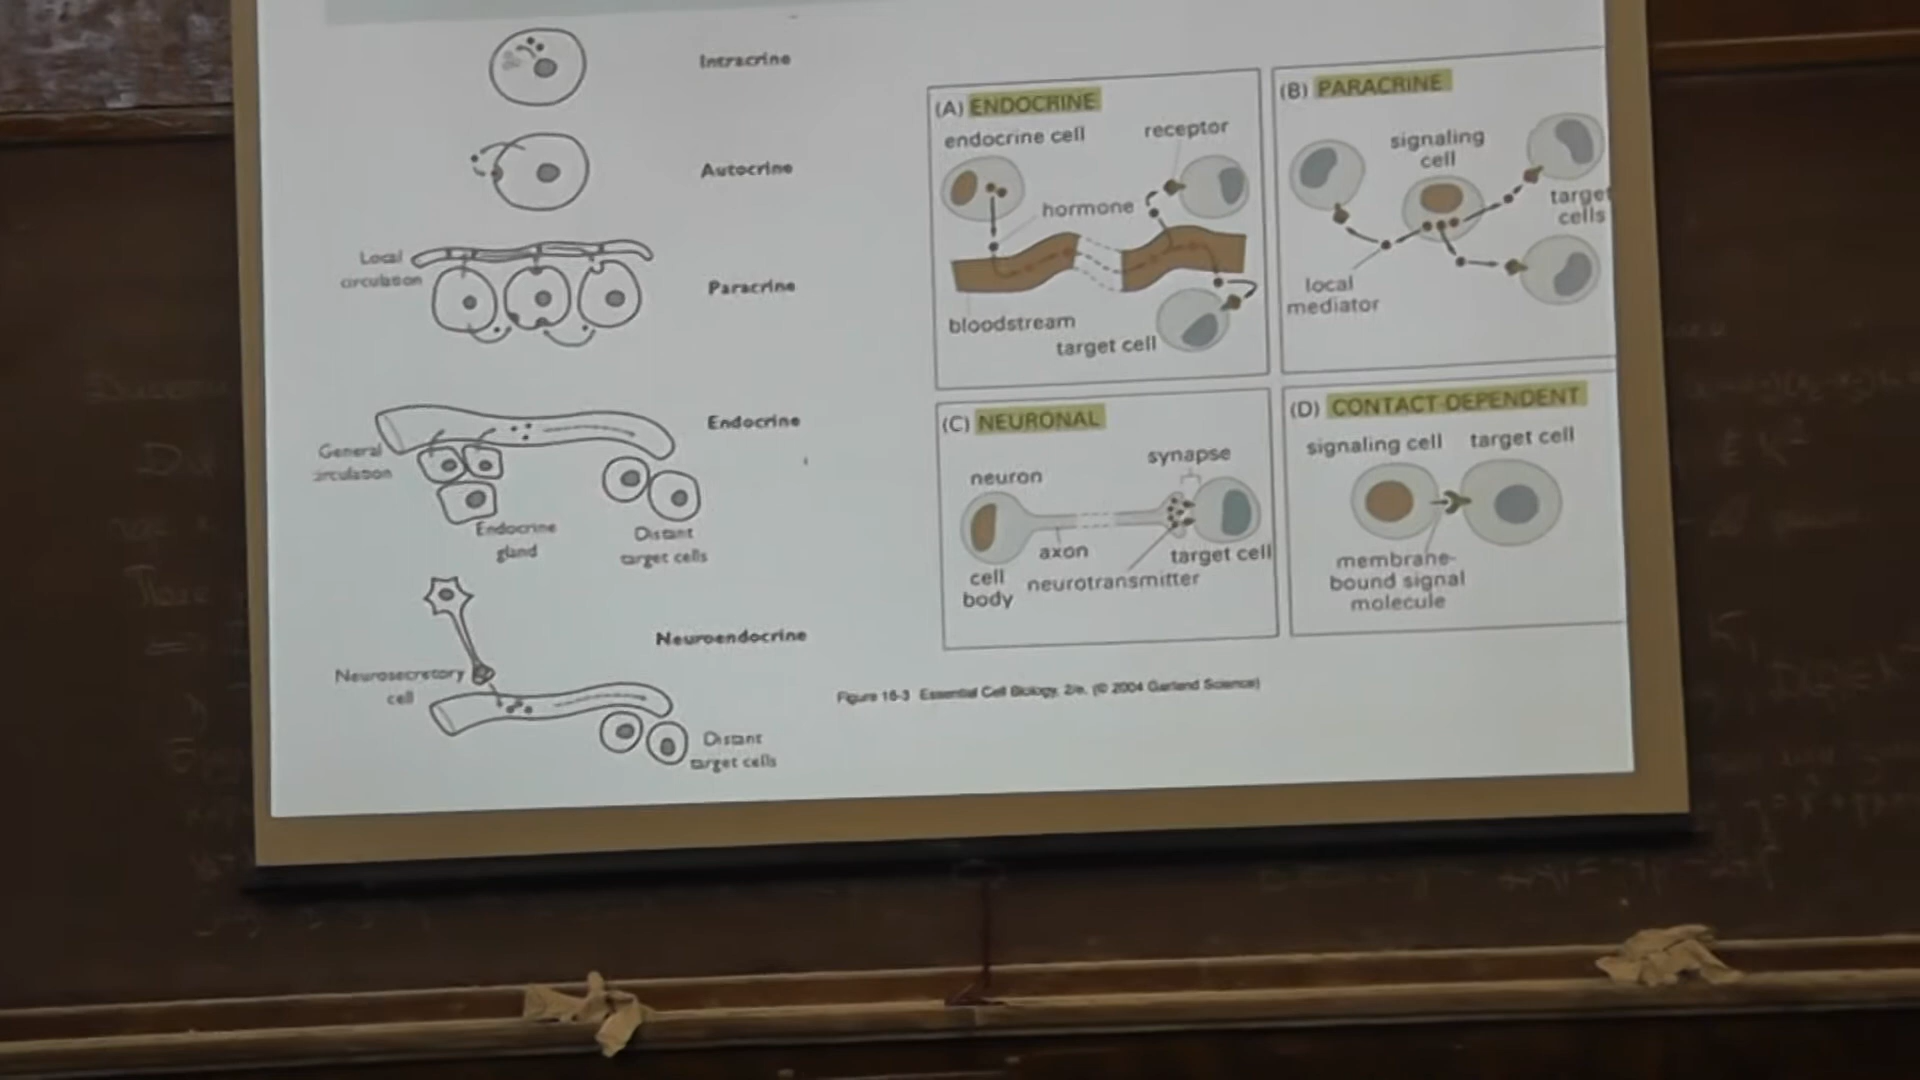 Intracrine
Autocrine
Local
circulation
Paracrine
General
circulation
Endocrine
Endocrine
gland
Distant
target cells
Neuroendocrine
Neurosecretory
cell
Distant
target cells
(A) ENDOCRINE
endocrine cell
receptor
hormone
bloodstream
target cell
(B) PARACRINE
signaling
cell
target
cells
local
mediator
(C) NEURONAL
neuron
synapse
axon
target cell
cell
body
neurotransmitter
(D) CONTACT-DEPENDENT
signaling cell
target cell
membrane-
bound signal
molecule
Figure 16-3 Essential Cell Biology, 2/e. (© 2004 Garland Science)